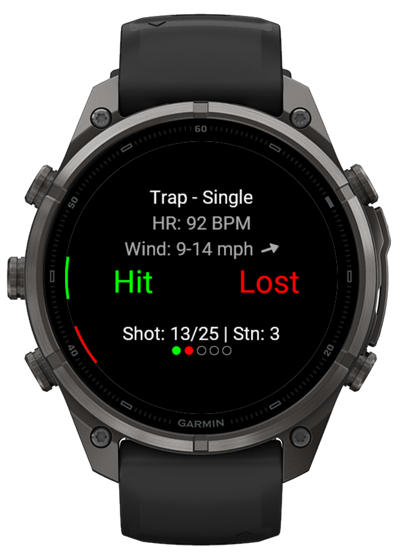 60
50
Trap - Single
HR: 92 BPM
Wind: 9-14 mph
Hit Lost
Shot: 13/25 | Stn: 3
40
20
GARMIN